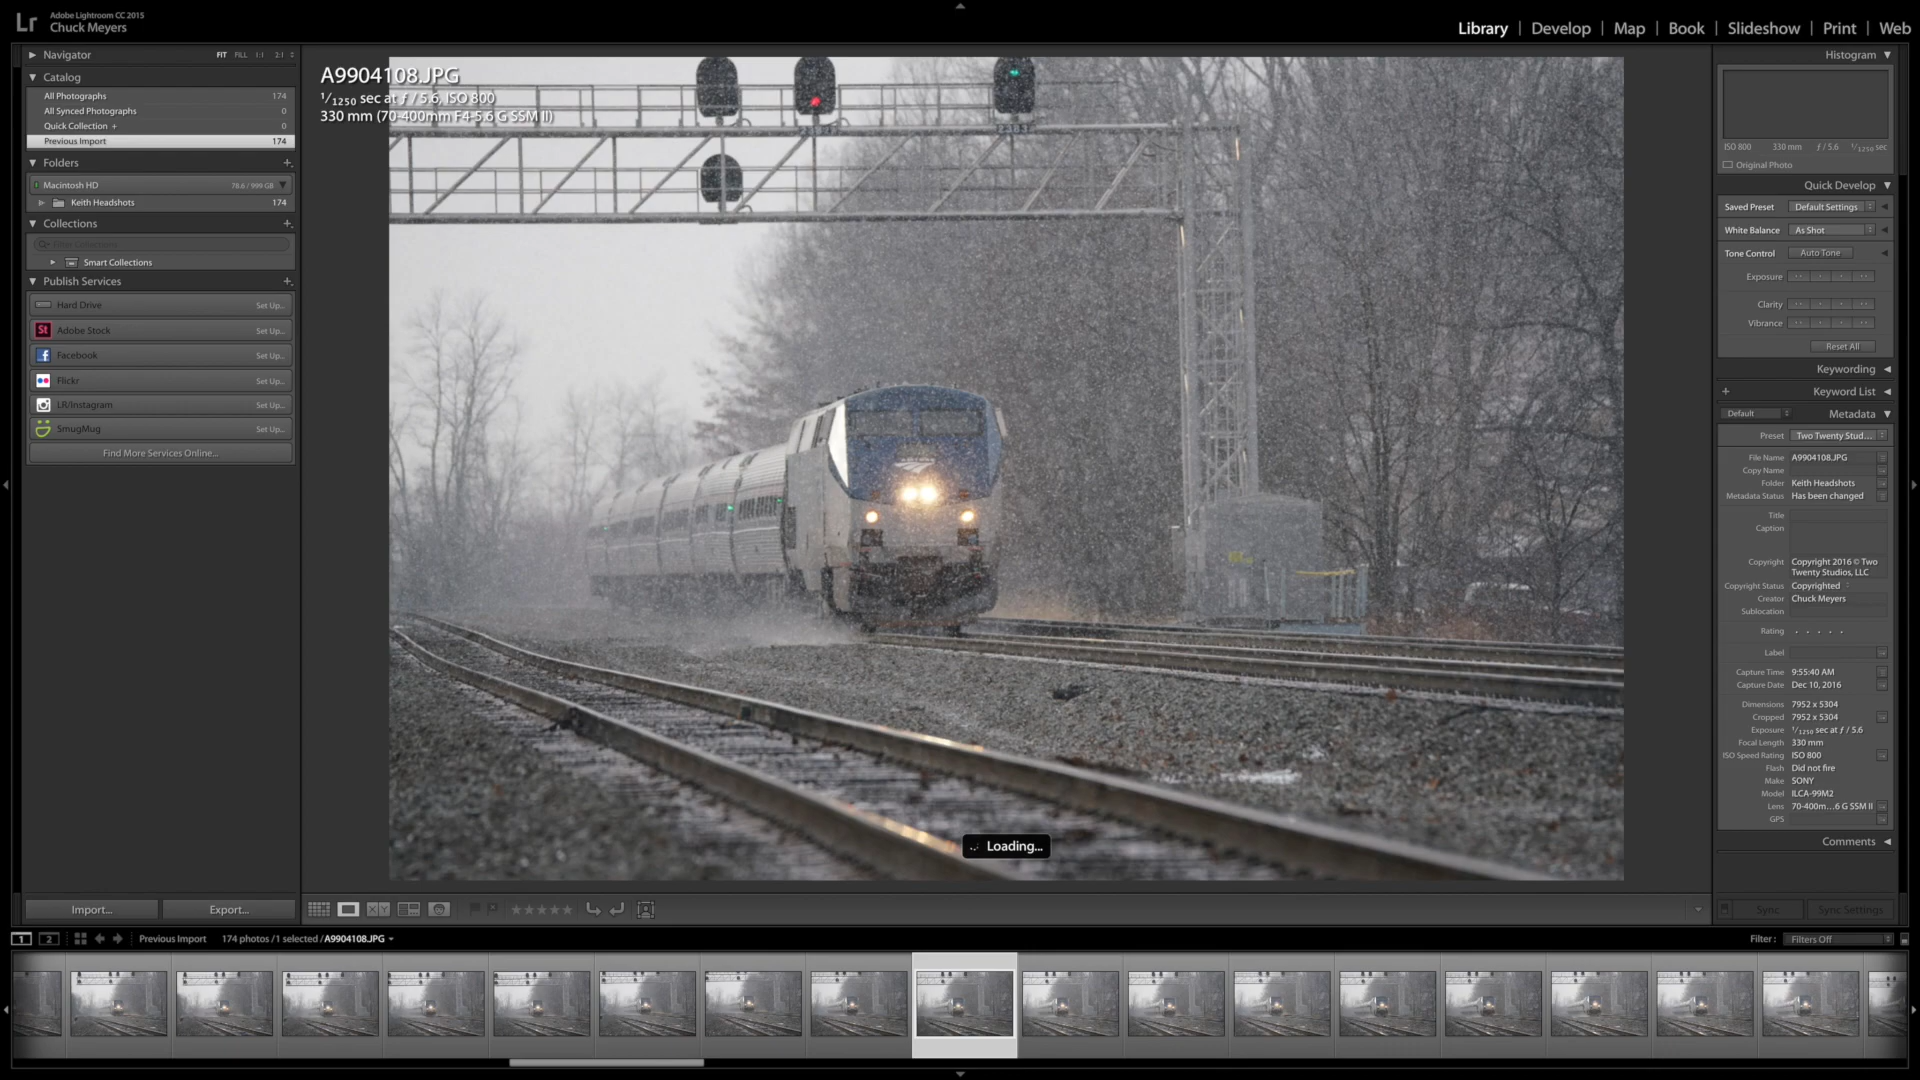 Lr
Adobe Lightroom CC 2015
Chuck Meyers
Library | Develop | Map | Book | Slideshow | Print | Web
Navigator FIT FILL 1:1 2:1
Catalog
All Photographs 174
All Synced Photographs 0
Quick Collection + 0
Previous Import 174
Folders +
Macintosh HD 78.6 / 999 GB
Keith Headshots 174
Collections +
Filter Collections
Smart Collections
Publish Services +
Hard Drive Set Up...
St Adobe Stock Set Up...
f Facebook Set Up...
Flickr Set Up...
LR/Instagram Set Up...
SmugMug Set Up...
Find More Services Online...
Import... Export...
A9904108.JPG
1/1250 sec at ƒ / 5.6, ISO 800
330 mm (70-400mm F4-5.6 G SSM II)
2383
Loading...
XY
Histogram
ISO 800 330 mm ƒ / 5.6 1/1250 sec
Original Photo
Quick Develop
Saved Preset Default Settings
White Balance As Shot
Tone Control Auto Tone
Exposure
Clarity
Vibrance
Reset All
Keywording
+ Keyword List
Default Metadata
Preset Two Twenty Stud...
File Name A9904108.JPG
Copy Name
Folder Keith Headshots
Metadata Status Has been changed
Title
Caption
Copyright Copyright 2016 © Two
Twenty Studios, LLC
Copyright Status Copyrighted
Creator Chuck Meyers
Sublocation
Rating . . . . .
Label
Capture Time 9:55:40 AM
Capture Date Dec 10, 2016
Dimensions 7952 x 5304
Cropped 7952 x 5304
Exposure 1/1250 sec at ƒ / 5.6
Focal Length 330 mm
ISO Speed Rating ISO 800
Flash Did not fire
Make SONY
Model ILCA-99M2
Lens 70-400m...6 G SSM II
GPS
Comments
Sync Sync Settings
1 2 Previous Import 174 photos /1 selected /A9904108.JPG
Filter : Filters Off